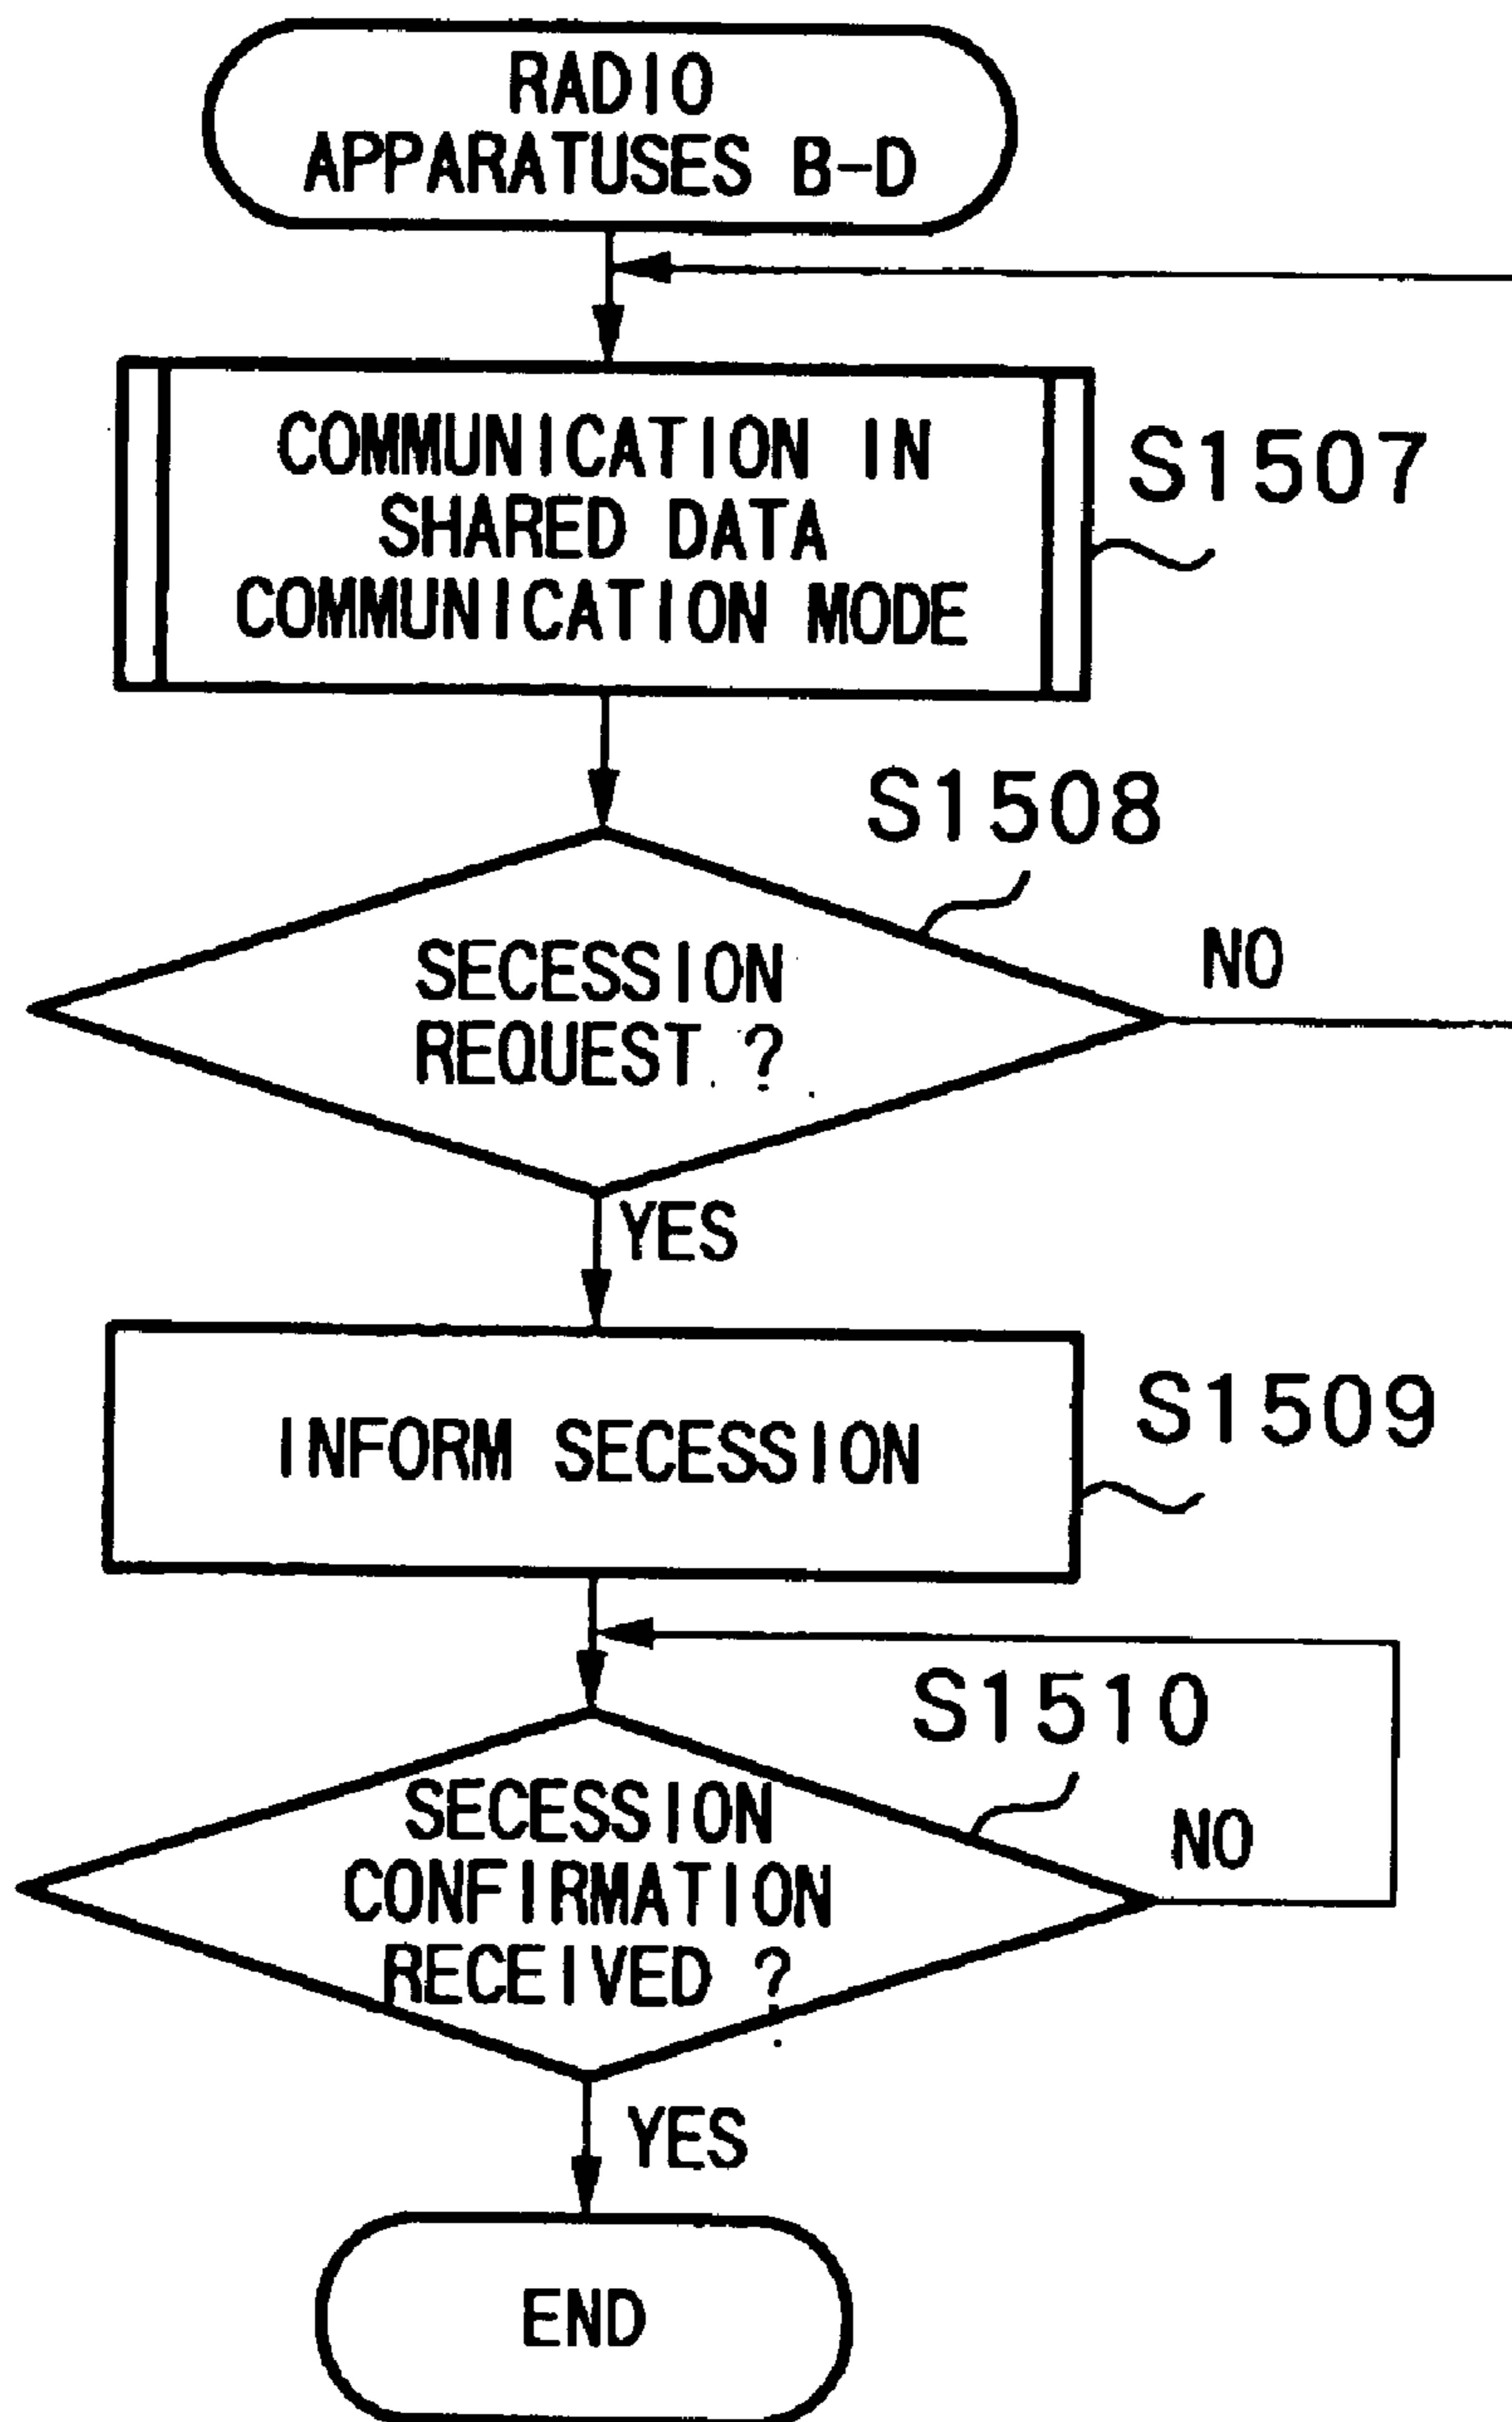 RADIO
APPARATUSES B-D
COMMUNICATION IN
SHARED DATA
COMMUNICATION MODE
S1507
S1508
SECESSION
REQUEST ?
NO
YES
INFORM SECESSION
S1509
S1510
SECESSION
CONFIRMATION
RECEIVED ?
NO
YES
END